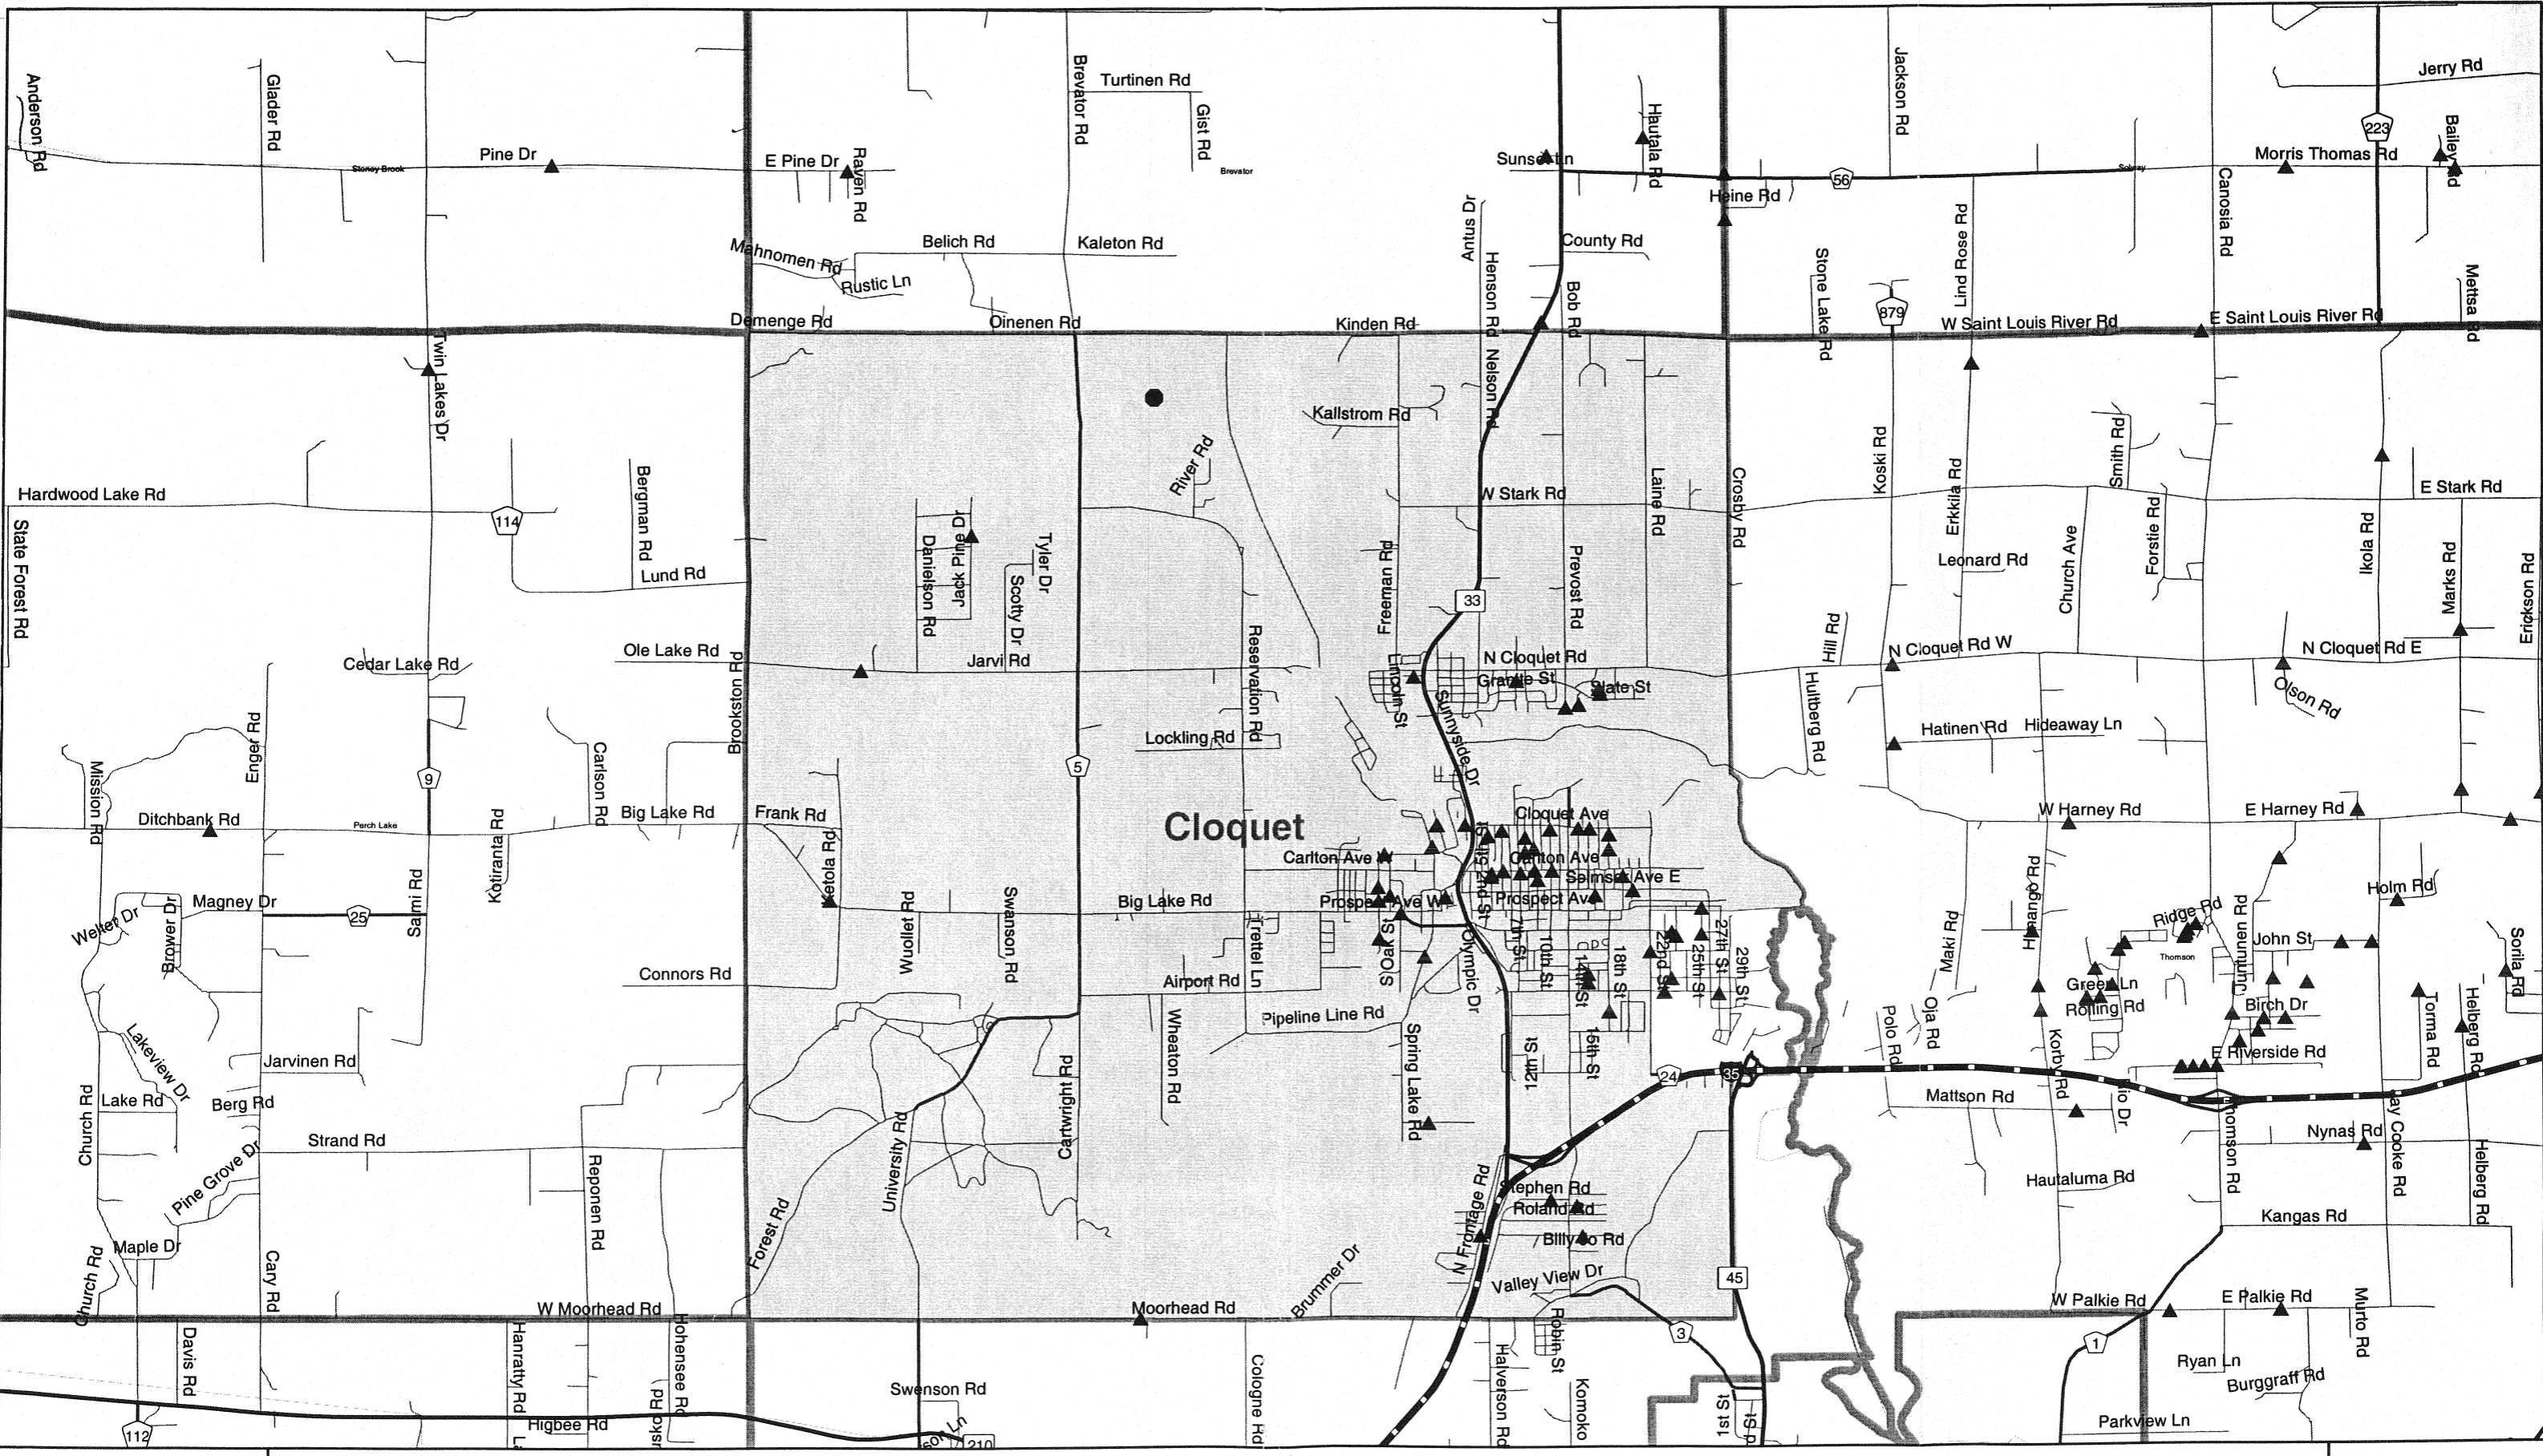 Anderson Rd
Glader Rd
Stoney Brook
Pine Dr
E Pine Dr
Raven Rd
Brevator Rd
Turtinen Rd
Gist Rd
Brevator
Sunset Ln
Hautala Rd
Heine Rd
56
Jackson Rd
Solway
Canosia Rd
Morris Thomas Rd
223
Jerry Rd
Mahnomen Rd
Rustic Ln
Belich Rd
Kaleton Rd
Antus Dr
Henson Rd
County Rd
Bob Rd
Stone Lake Rd
879
Lind Rose Rd
W Saint Louis River Rd
E Saint Louis River Rd
Mettsa Rd
Demenge Rd
Oinenen Rd
Kinden Rd
Nelson Rd
Twin Lakes Dr
Kallstrom Rd
River Rd
Hardwood Lake Rd
State Forest Rd
114
Bergman Rd
Lund Rd
Danielson Rd
Jack Pine Dr
Scotty Dr
Tyler Dr
Freeman Rd
W Stark Rd
Prevost Rd
Laine Rd
Crosby Rd
33
Koski Rd
Erkkila Rd
Leonard Rd
Church Ave
Smith Rd
Forstie Rd
E Stark Rd
Ikola Rd
Marks Rd
Erickson Rd
Cedar Lake Rd
Ole Lake Rd
Brookston Rd
Jarvi Rd
Reservation Rd
Lockling Rd
Lincoln St
Sunnyside Dr
N Cloquet Rd
Granite St
Slate St
Hill Rd
Hultberg Rd
N Cloquet Rd W
N Cloquet Rd E
Olson Rd
Hatinen Rd
Hideaway Ln
Mission Rd
Enger Rd
9
Carlson Rd
5
Ditchbank Rd
Perch Lake
Kotiranta Rd
Big Lake Rd
Frank Rd
Ketola Rd
Cloquet
Cloquet Ave
Carlton Ave W
Carlton Ave
5th St
2nd St
Selmser Ave E
Prospect Ave W
Prospect Ave
W Harney Rd
E Harney Rd
Welter Dr
Brower Dr
Magney Dr
25
Sami Rd
Wuollet Rd
Swanson Rd
Big Lake Rd
Trettel Ln
S Oak St
Olympic Dr
7th St
10th St
14th St
18th St
22nd St
25th St
27th St
29th St
Maki Rd
Ridge Rd
Thomson
John St
Holm Rd
Sorila Rd
Connors Rd
Airport Rd
Pipeline Line Rd
Wheaton Rd
Spring Lake Rd
12th St
15th St
24
35
Polo Rd
Oja Rd
Korby Rd
Green Ln
Rolling Rd
Birch Dr
E Riverside Rd
Torma Rd
Helberg Rd
Lakeview Dr
Jarvinen Rd
Church Rd
Lake Rd
Berg Rd
Strand Rd
Pine Grove Dr
Maple Dr
Church Rd
Cary Rd
Reponen Rd
University Rd
Cartwright Rd
Forest Rd
Mattson Rd
Thomson Rd
Nynas Rd
Jay Cooke Rd
Helberg Rd
Hautaluma Rd
Kangas Rd
N Frontage Rd
Stephen Rd
Roland Rd
Billy Jo Rd
Valley View Dr
45
Brummer Dr
W Moorhead Rd
Moorhead Rd
W Palkie Rd
E Palkie Rd
Munto Rd
Davis Rd
Hanratty Rd
Hohensee Rd
Higbee Rd
112
Swenson Rd
210
Cologne Rd
Halverson Rd
Robin St
Komoko
3
1st St
1
Ryan Ln
Burggraff Rd
Parkview Ln